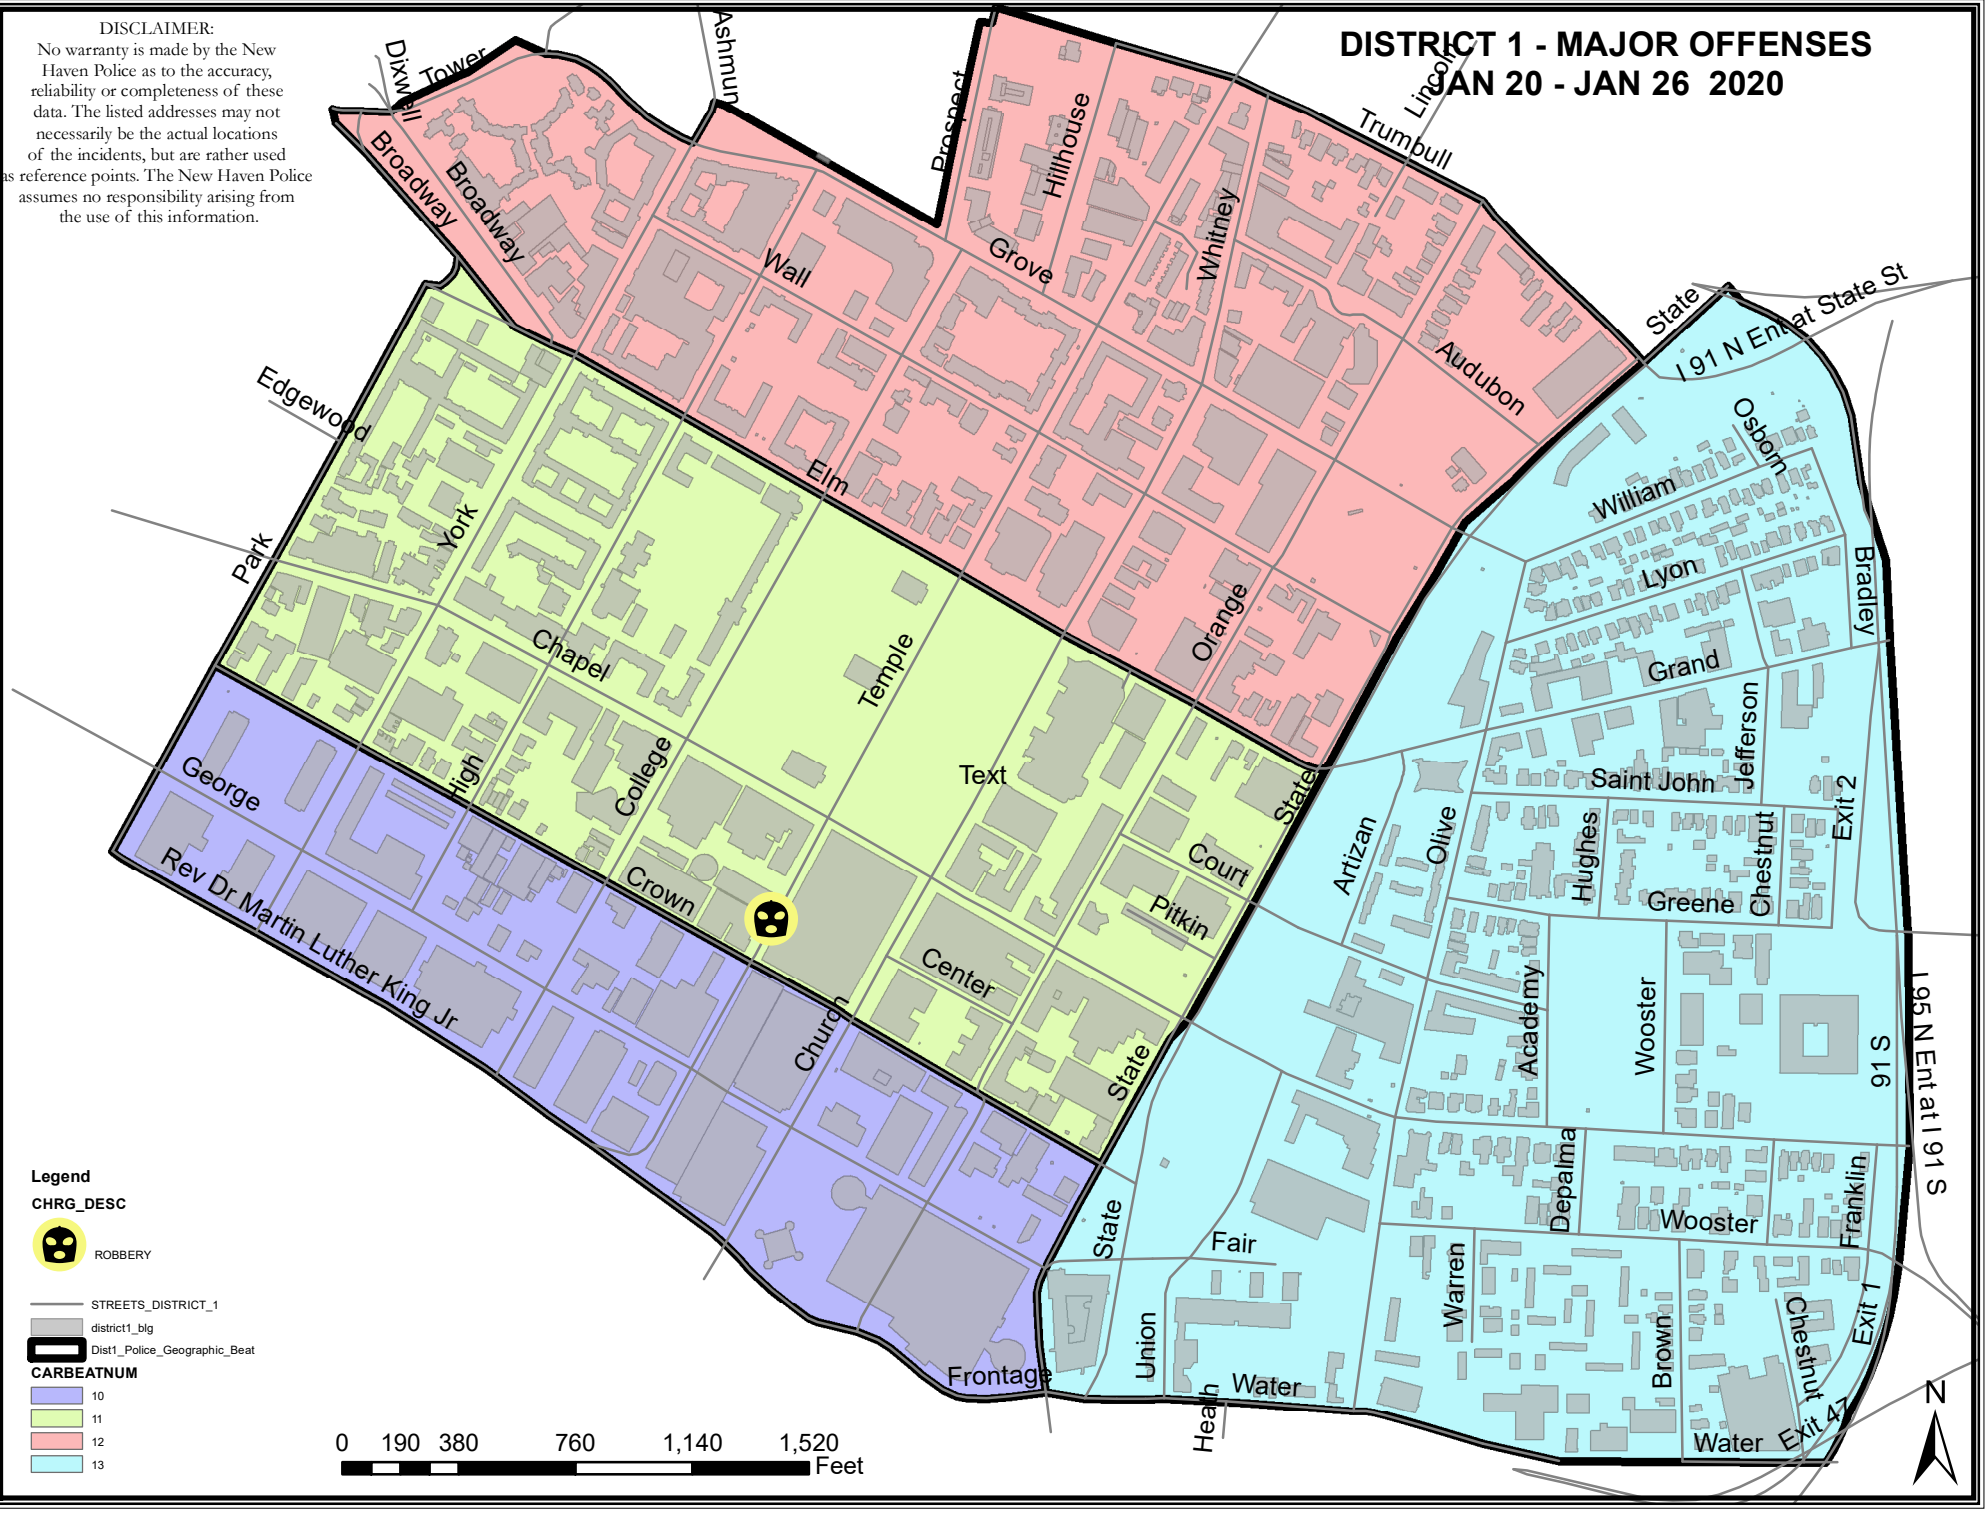 DISCLAIMER:
No warranty is made by the New
Haven Police as to the accuracy,
reliability or completeness of these
data. The listed addresses may not
necessarily be the actual locations
of the incidents, but are rather used
as reference points. The New Haven Police
assumes no responsibility arising from
the use of this information.
DISTRICT 1 - MAJOR OFFENSES
JAN 20 - JAN 26  2020
Dixwell
Tower
Ashmun
Prospect
Hillhouse
Lincoln
Trumbull
Broadway
Broadway
Wall
Grove
Whitney
State
I 91 N Ent at State St
Audubon
Edgewood
Osborn
Elm
William
York
Park
Lyon
Bradley
Orange
Chapel
Temple
Grand
Jefferson
George
High
College
Text
State
Saint John
Exit 2
Artizan
Olive
Hughes
Chestnut
Court
Crown
Greene
Rev Dr Martin Luther King Jr
Pitkin
Center
Church
Academy
Wooster
91 S
I 95 N Ent at I 91 S
State
Depalma
Franklin
State
Fair
Wooster
Warren
Union
Brown
Chestnut
Exit 1
Frontage
Heath
Water
Water
Exit 47
N
Legend
CHRG_DESC
ROBBERY
STREETS_DISTRICT_1
district1_blg
Dist1_Police_Geographic_Beat
CARBEATNUM
10
11
12
13
0 190 380 760 1,140 1,520
Feet